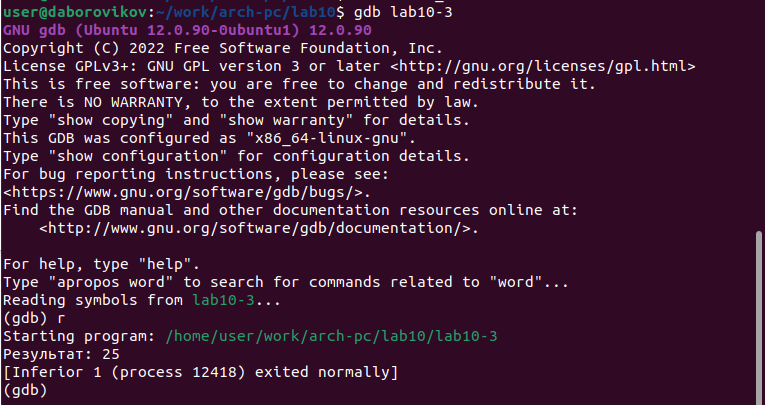 user@daborovikov:~/work/arch-pc/lab10$ gdb lab10-3
GNU gdb (Ubuntu 12.0.90-0ubuntu1) 12.0.90
Copyright (C) 2022 Free Software Foundation, Inc.
License GPLv3+: GNU GPL version 3 or later <http://gnu.org/licenses/gpl.html>
This is free software: you are free to change and redistribute it.
There is NO WARRANTY, to the extent permitted by law.
Type "show copying" and "show warranty" for details.
This GDB was configured as "x86_64-linux-gnu".
Type "show configuration" for configuration details.
For bug reporting instructions, please see:
<https://www.gnu.org/software/gdb/bugs/>.
Find the GDB manual and other documentation resources online at:
    <http://www.gnu.org/software/gdb/documentation/>.

For help, type "help".
Type "apropos word" to search for commands related to "word"...
Reading symbols from lab10-3...
(gdb) r
Starting program: /home/user/work/arch-pc/lab10/lab10-3
Результат: 25
[Inferior 1 (process 12418) exited normally]
(gdb)